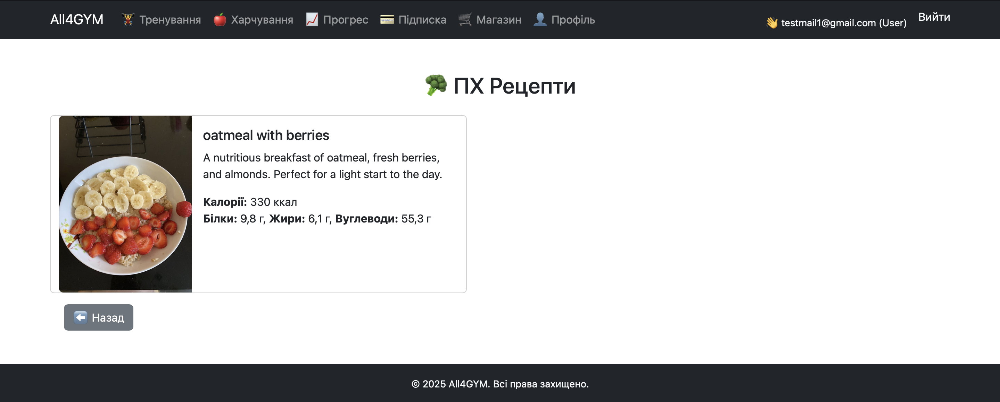 All4GYM Тренування Харчування Прогрес Підписка Магазин Профіль testmail1@gmail.com (User) Вийти
ПХ Рецепти
oatmeal with berries
A nutritious breakfast of oatmeal, fresh berries,
and almonds. Perfect for a light start to the day.
Калорії: 330 ккал
Білки: 9,8 г, Жири: 6,1 г, Вуглеводи: 55,3 г
Назад
© 2025 All4GYM. Всі права захищено.